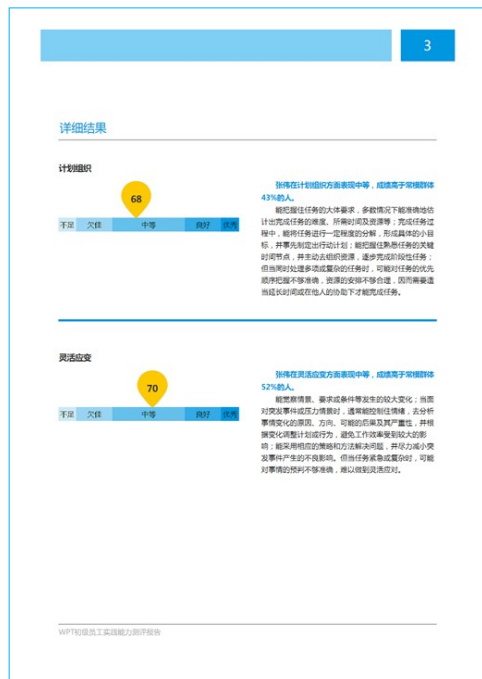 3
详细结果
计划组织
68
不足 欠佳 中等 良好 优秀
张伟在计划组织方面表现中等，成绩高于常模群体
43%的人。
能把握住任务的大体要求，多数情况下能准确地估
计出完成任务的难度、所需时间及资源等；完成任务过
程中，能将任务进行一定程度的分解，形成具体的小目
标，并事先制定出行动计划；能把握住熟悉任务的关键
时间节点，并主动去组织资源，逐步完成阶段性任务；
但当同时处理多项或复杂的任务时，可能对任务的优先
顺序把握不够准确，资源的安排不够合理，因而需要适
当延长时间或在他人的协助下才能完成任务。
灵活应变
70
不足 欠佳 中等 良好 优秀
张伟在灵活应变方面表现中等，成绩高于常模群体
52%的人。
能觉察情景、要求或条件等发生的较大变化；当面
对突发事件或压力情景时，通常能控制住情绪，去分析
事情变化的原因、方向、可能的后果及其严重性，并根
据变化调整计划或行为，避免工作效率受到较大的影
响；能采用相应的策略和方法解决问题，并尽力减小突
发事件产生的不良影响。但当任务紧急或复杂时，可能
对事情的预判不够准确，难以做到灵活应对。
WPT初级员工实践能力测评报告